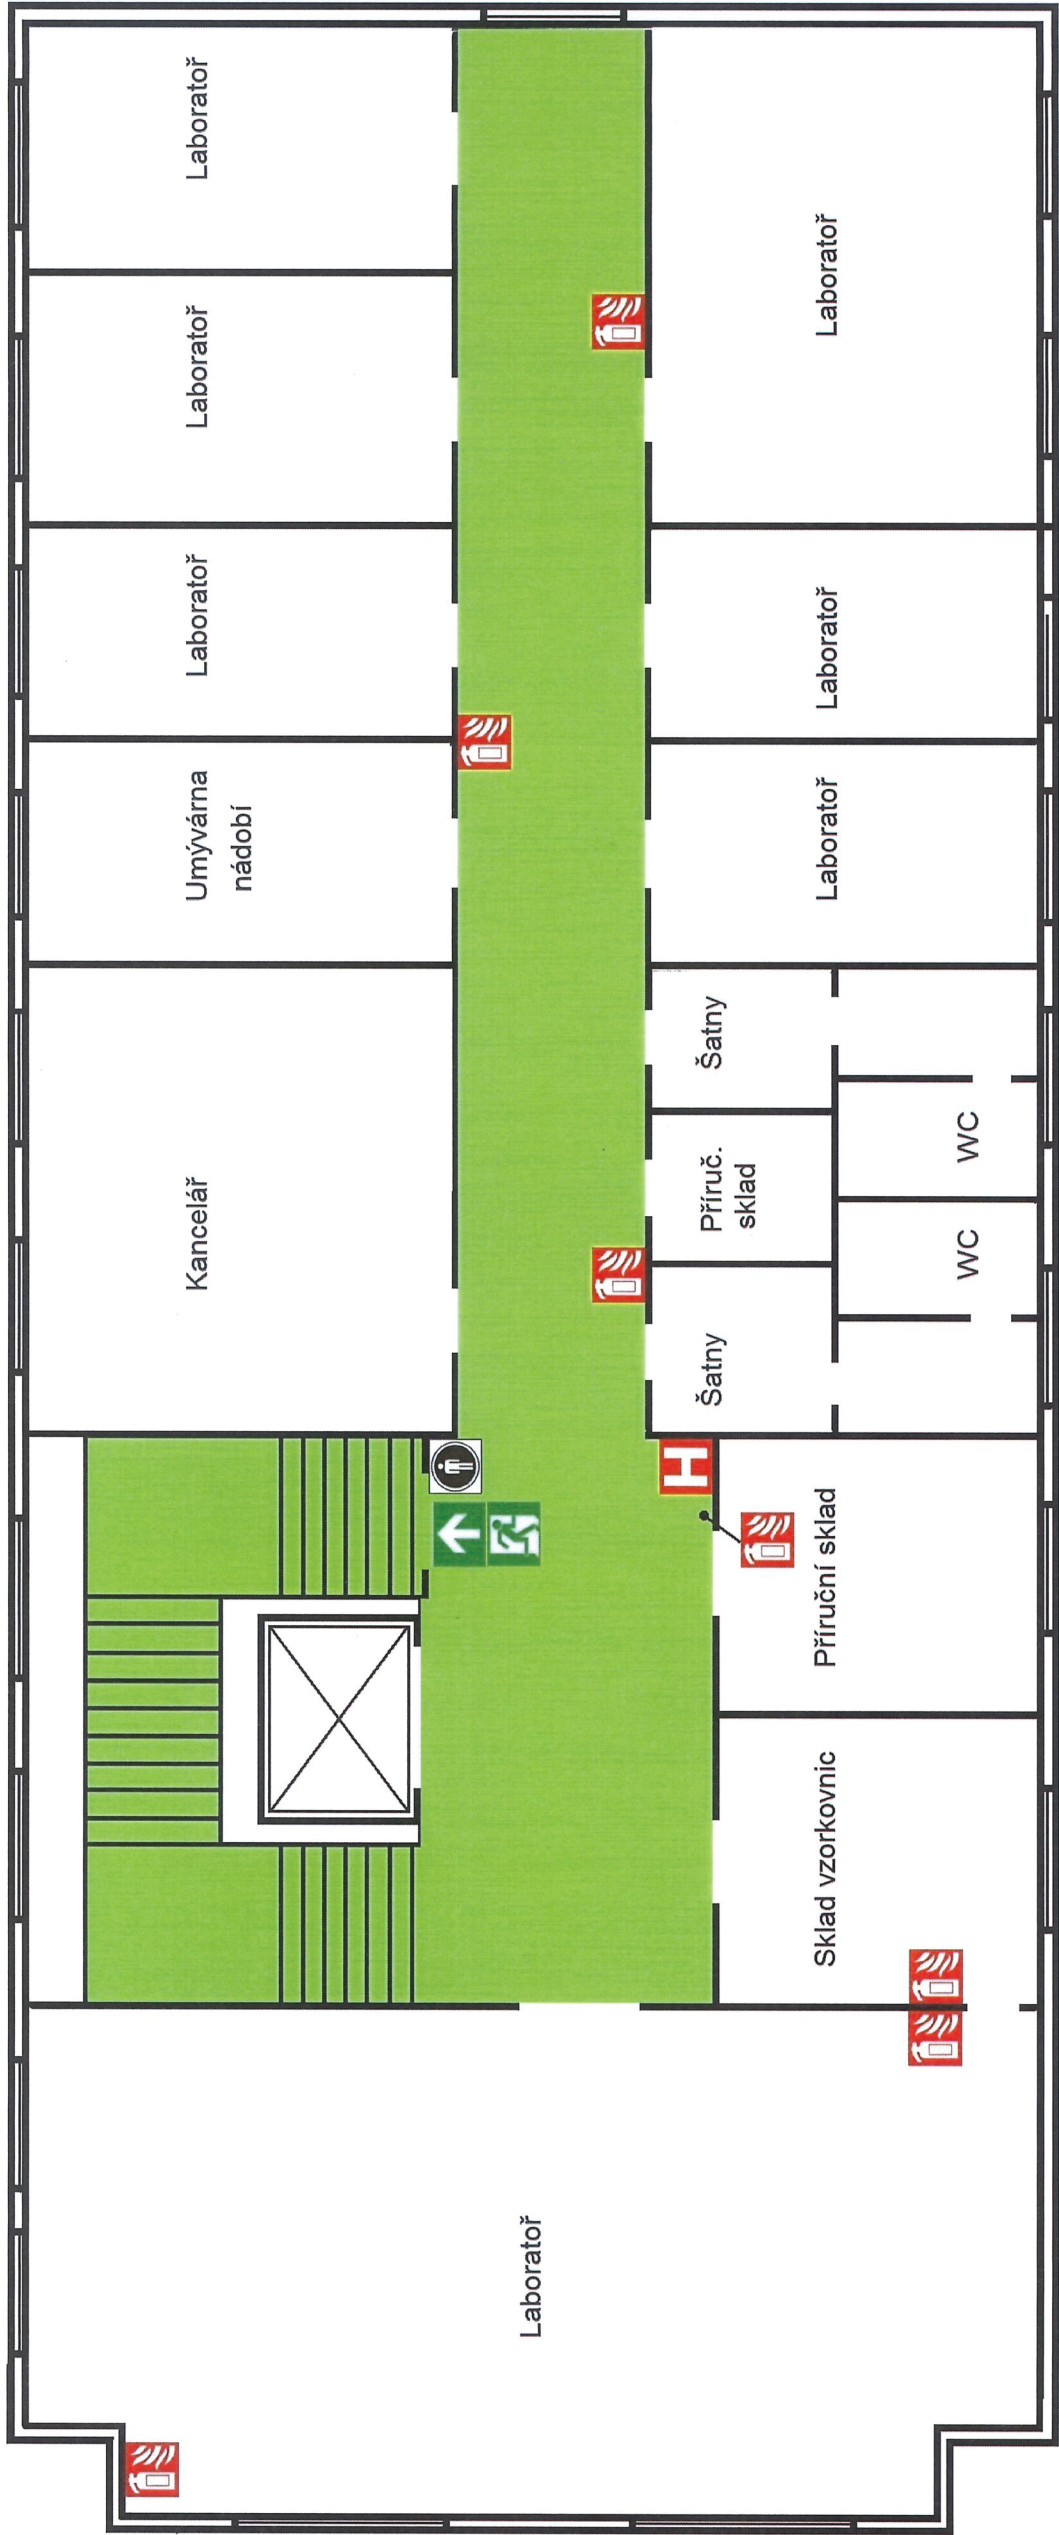 Laboratoř
Laboratoř
Laboratoř
Umývárna
nádobí
Kancelář
Laboratoř
Laboratoř
Laboratoř
Šatny
Příruč.
sklad
Šatny
WC
WC
H
Příruční sklad
Sklad vzorkovnic
Laboratoř